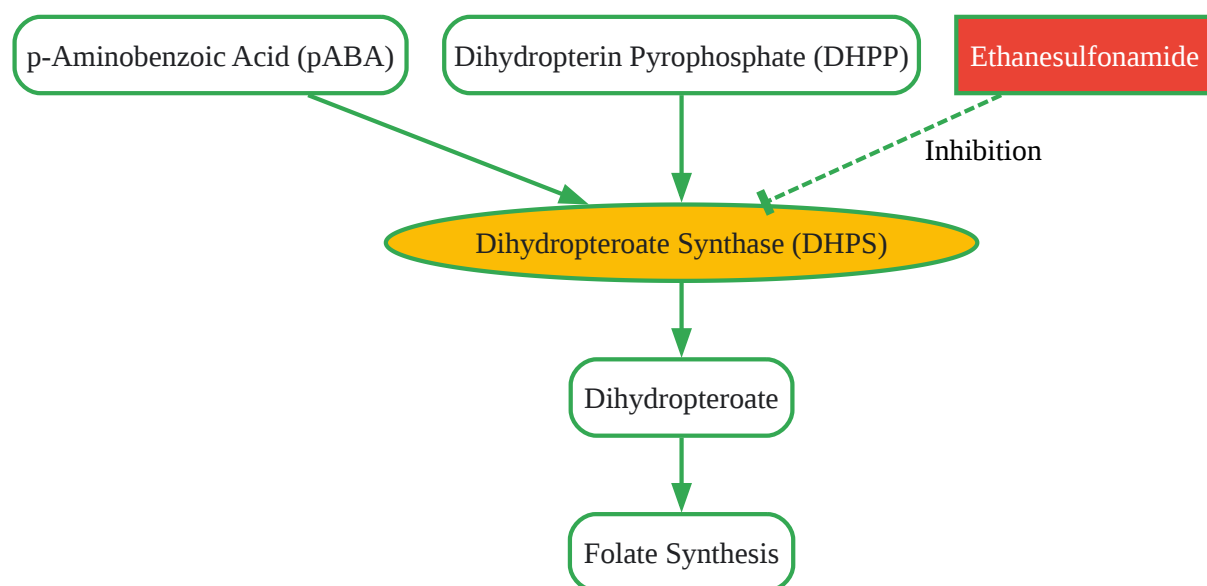 p-Aminobenzoic Acid (pABA)
Dihydropterin Pyrophosphate (DHPP)
Ethanesulfonamide
Inhibition
Dihydropteroate Synthase (DHPS)
Dihydropteroate
Folate Synthesis